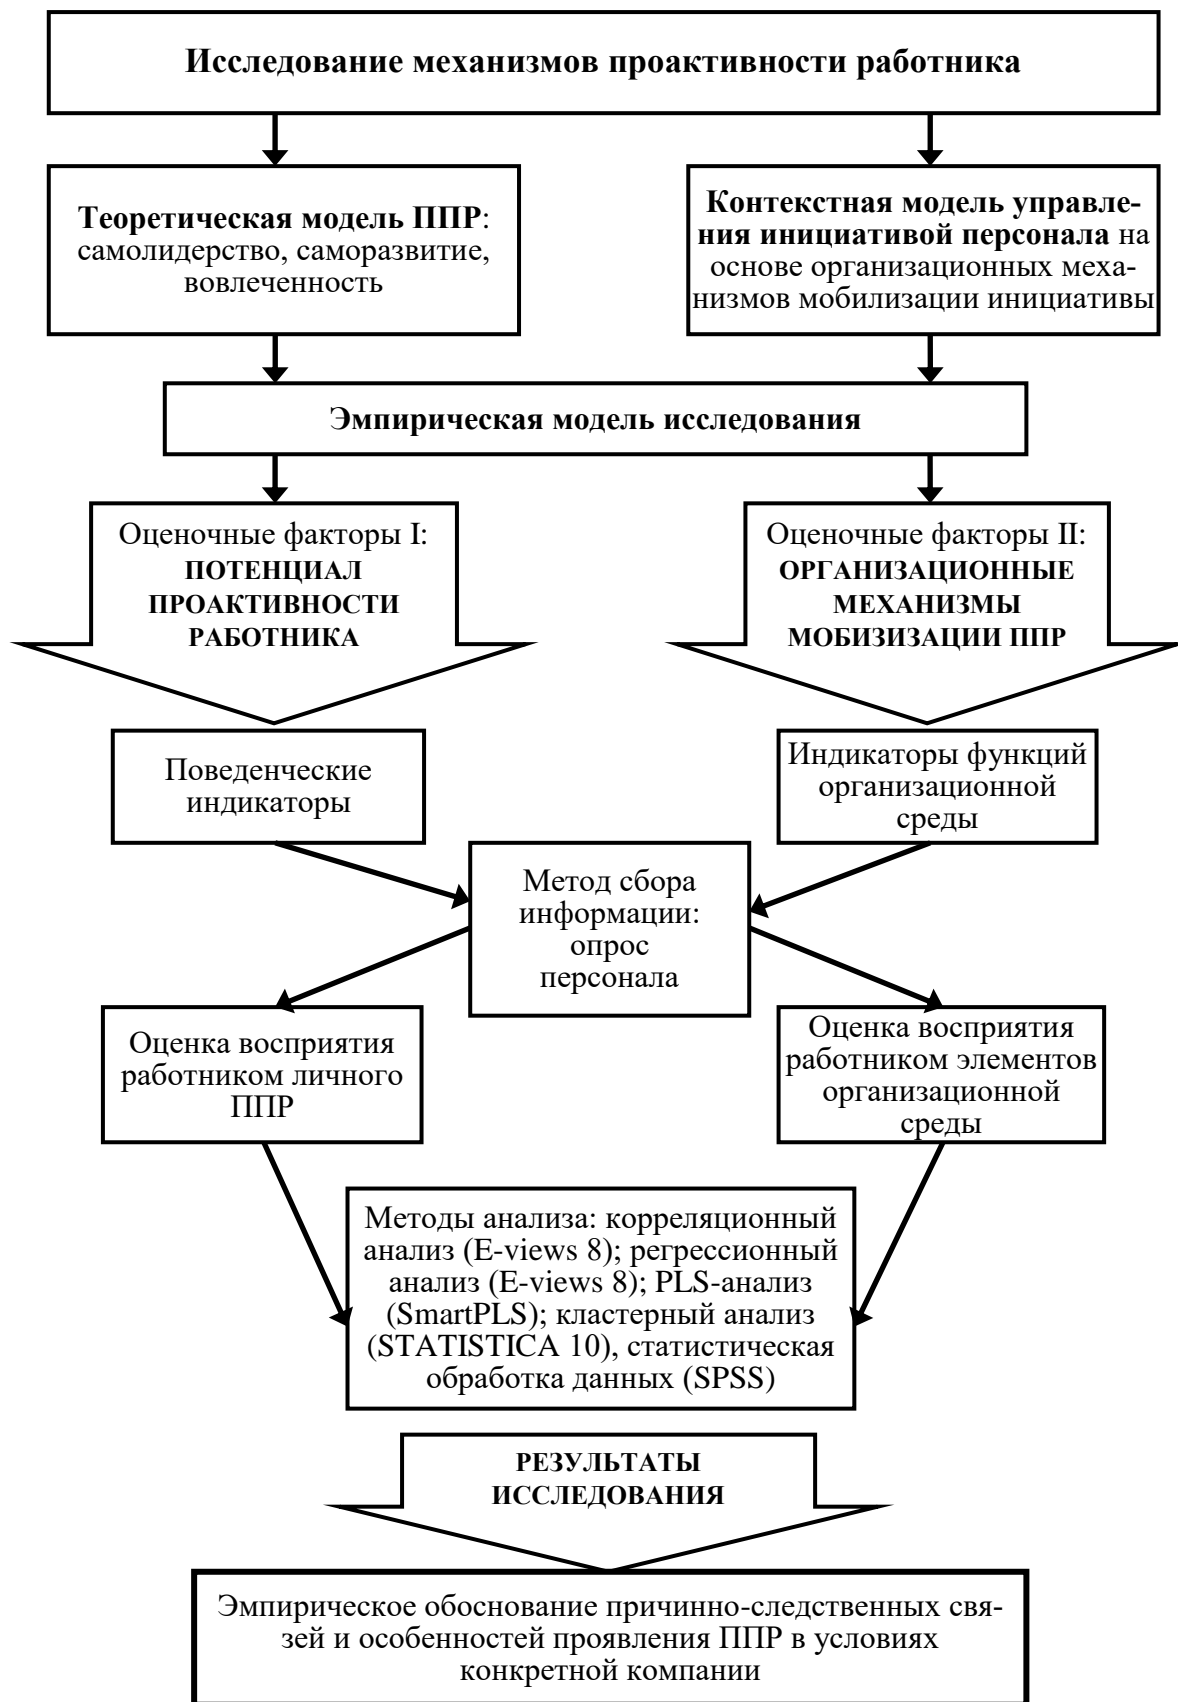 Исследование механизмов проактивности работника
Теоретическая модель ППР:
самолидерство, саморазвитие,
вовлеченность
Контекстная модель управле-
ния инициативой персонала на
основе организационных меха-
низмов мобилизации инициативы
Эмпирическая модель исследования
Оценочные факторы I:
ПОТЕНЦИАЛ
ПРОАКТИВНОСТИ
РАБОТНИКА
Оценочные факторы II:
ОРГАНИЗАЦИОННЫЕ
МЕХАНИЗМЫ
МОБИЗИЗАЦИИ ППР
Поведенческие
индикаторы
Индикаторы функций
организационной
среды
Метод сбора
информации:
опрос
персонала
Оценка восприятия
работником личного
ППР
Оценка восприятия
работником элементов
организационной
среды
Методы анализа: корреляционный
анализ (E-views 8); регрессионный
анализ (E-views 8); PLS-анализ
(SmartPLS); кластерный анализ
(STATISTICA 10), статистическая
обработка данных (SPSS)
РЕЗУЛЬТАТЫ
ИССЛЕДОВАНИЯ
Эмпирическое обоснование причинно-следственных свя-
зей и особенностей проявления ППР в условиях
конкретной компании